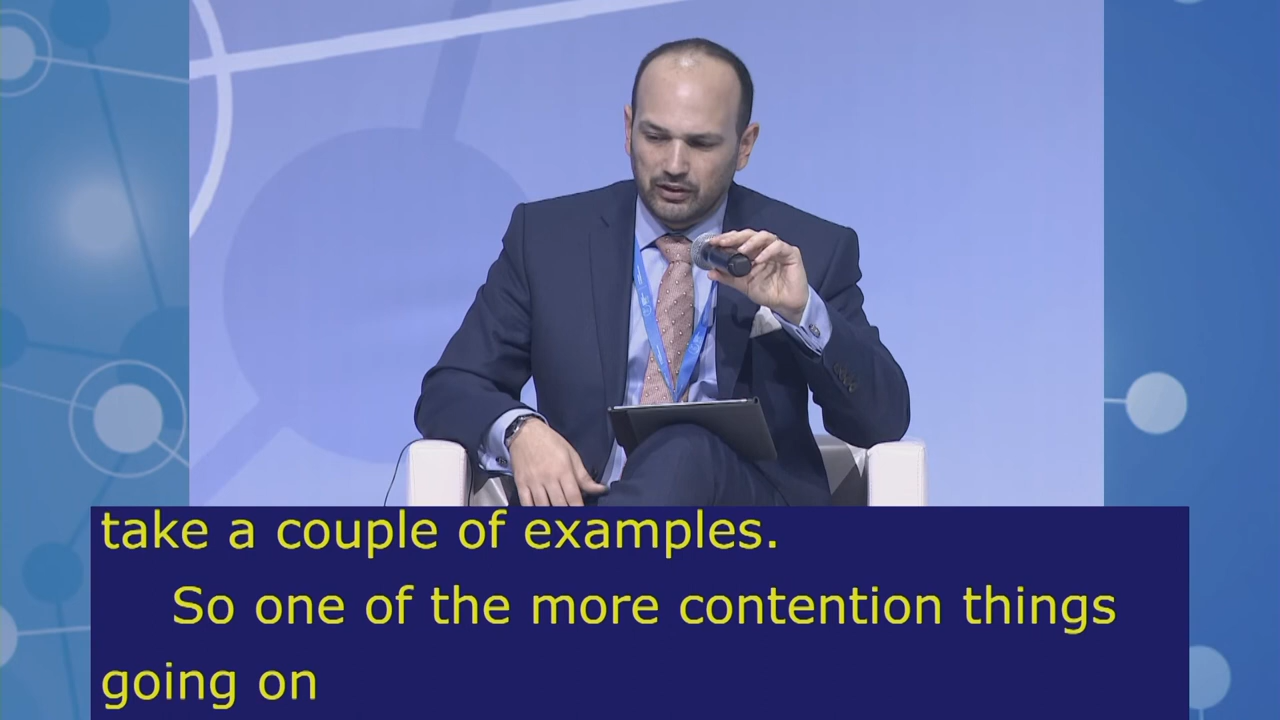 take a couple of examples.
So one of the more contention things
going on